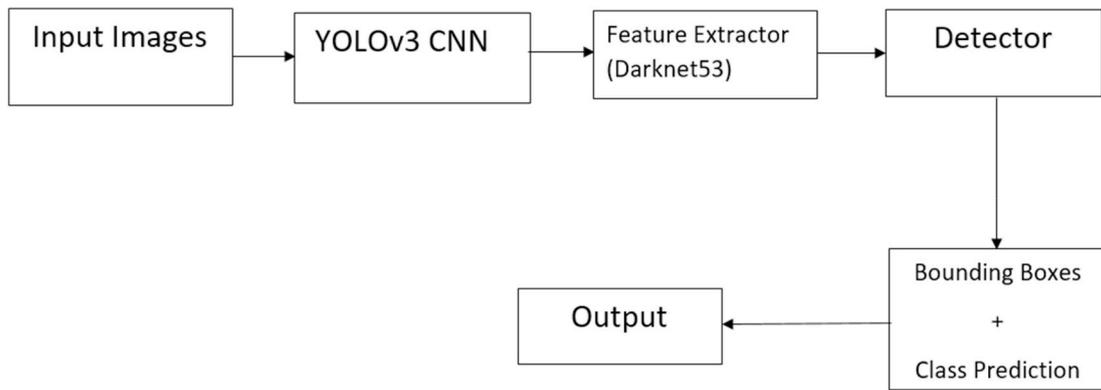 Input Images
YOLOv3 CNN
Feature Extractor
(Darknet53)
Detector
Bounding Boxes
+
Class Prediction
Output